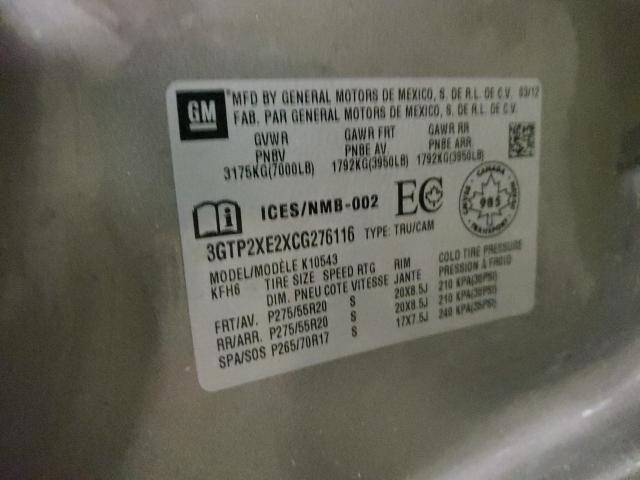 GM
MFD BY GENERAL MOTORS DE MEXICO, S. DE R.L. DE C.V. 03/12
FAB. PAR GENERAL MOTORS DE MEXICO, S. DE R.L. DE C.V.
GVWR GAWR FRT GAWR RR
PNBV PNBE AV. PNBE ARR.
3175KG(7000LB) 1792KG(3950LB) 1792KG(3950LB)
ICES/NMB-002 EC CANADA 985 TRANSPORT
3GTP2XE2XCG276116 TYPE: TRU/CAM
MODEL/MODÈLE K10543 COLD TIRE PRESSURE
KFH6 TIRE SIZE SPEED RTG RIM PRESSION À FROID
DIM. PNEU COTE VITESSE JANTE
FRT/AV. P275/55R20 S 20X8.5J 210 KPA(30PSI)
RR/ARR. P275/55R20 S 20X8.5J 210 KPA(30PSI)
SPA/SOS P265/70R17 S 17X7.5J 240 KPA(35PSI)